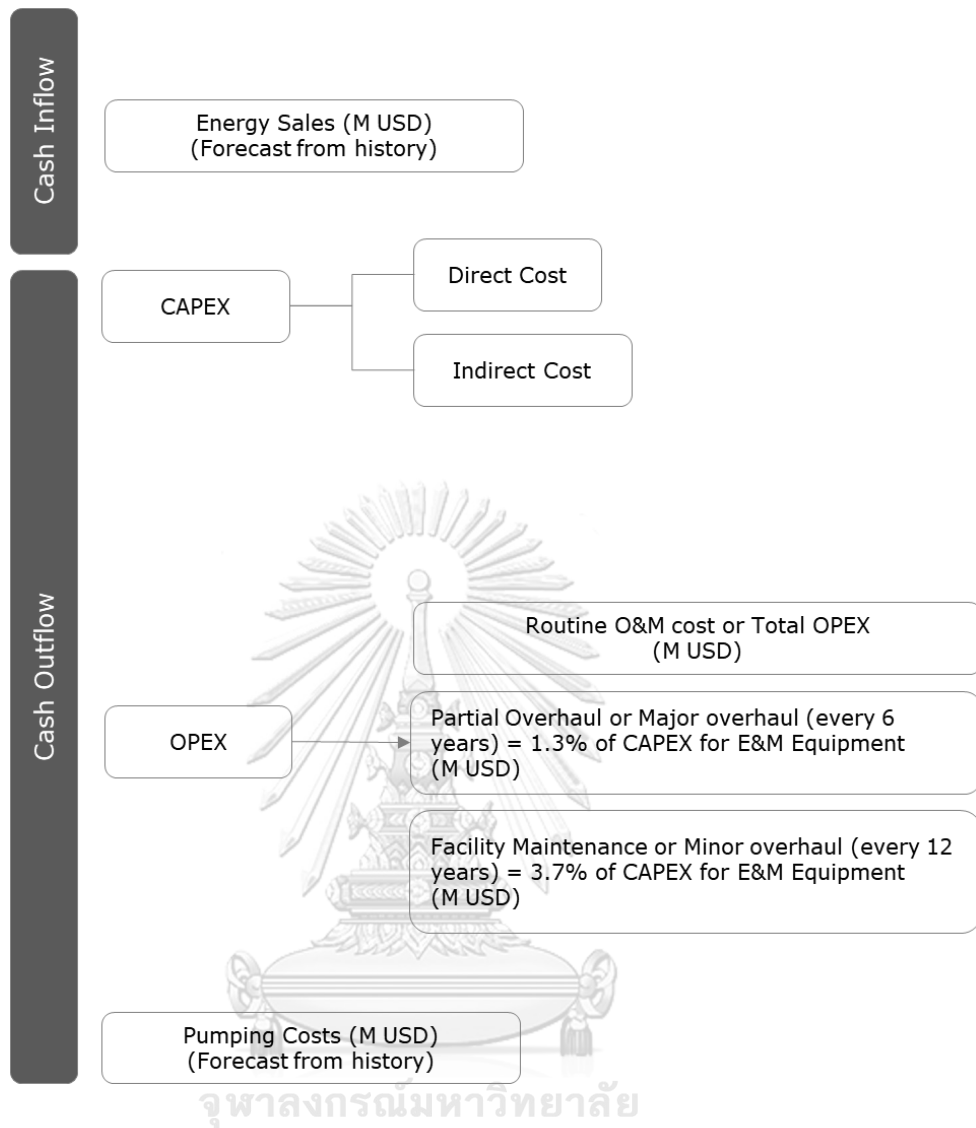 Cash Inflow
Energy Sales (M USD)
(Forecast from history)
Cash Outflow
CAPEX
Direct Cost
Indirect Cost
OPEX
Routine O&M cost or Total OPEX
(M USD)
Partial Overhaul or Major overhaul (every 6
years) = 1.3% of CAPEX for E&M Equipment
(M USD)
Facility Maintenance or Minor overhaul (every 12
years) = 3.7% of CAPEX for E&M Equipment
(M USD)
Pumping Costs (M USD)
(Forecast from history)
จุฬาลงกรณ์มหาวิทยาลัย